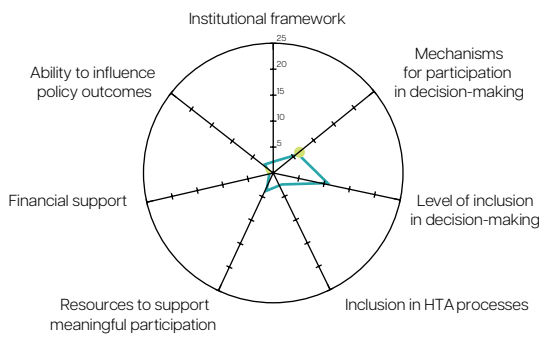 Institutional framework
25
20
15
10
5
Mechanisms
for participation
in decision-making
Level of inclusion
in decision-making
Inclusion in HTA processes
Resources to support
meaningful participation
Financial support
Ability to influence
policy outcomes